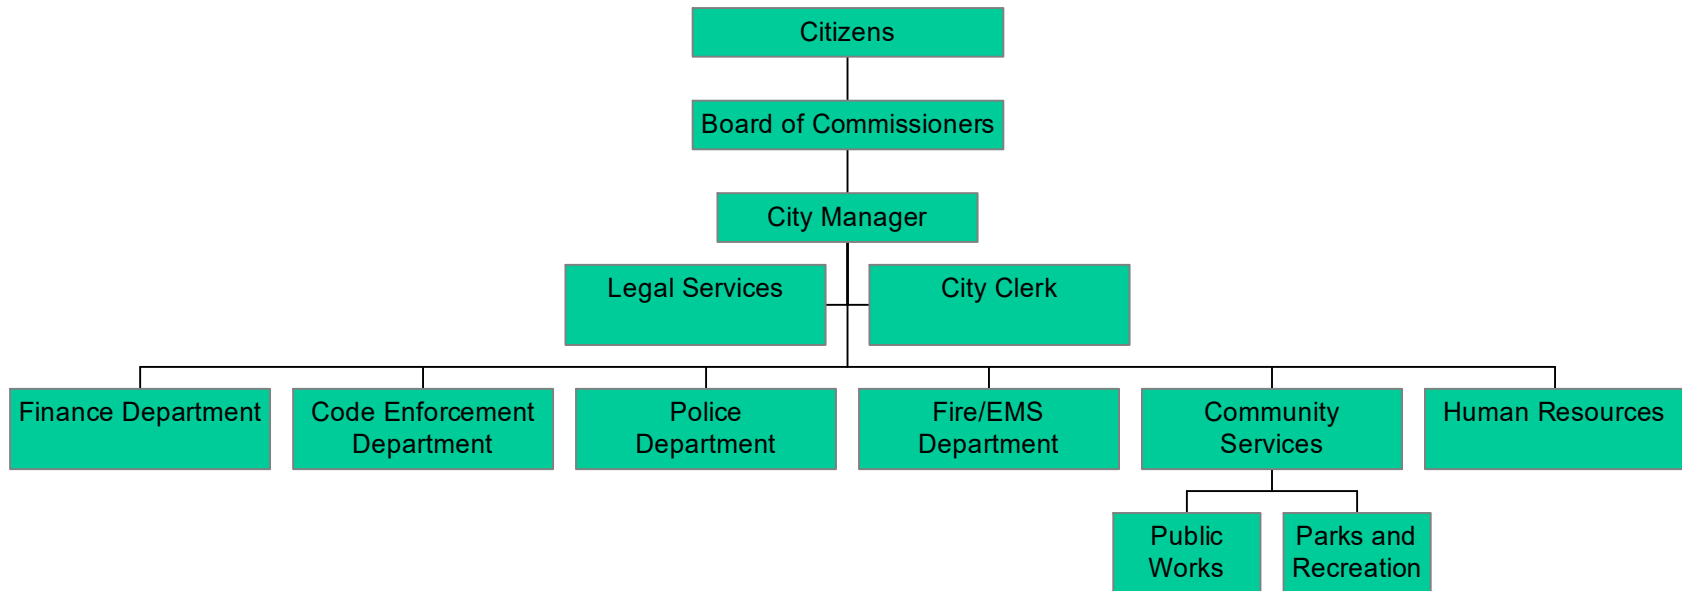 Citizens
Board of Commissioners
City Manager
Legal Services
City Clerk
Finance Department
Code Enforcement
Department
Police
Department
Fire/EMS
Department
Community
Services
Human Resources
Public
Works
Parks and
Recreation